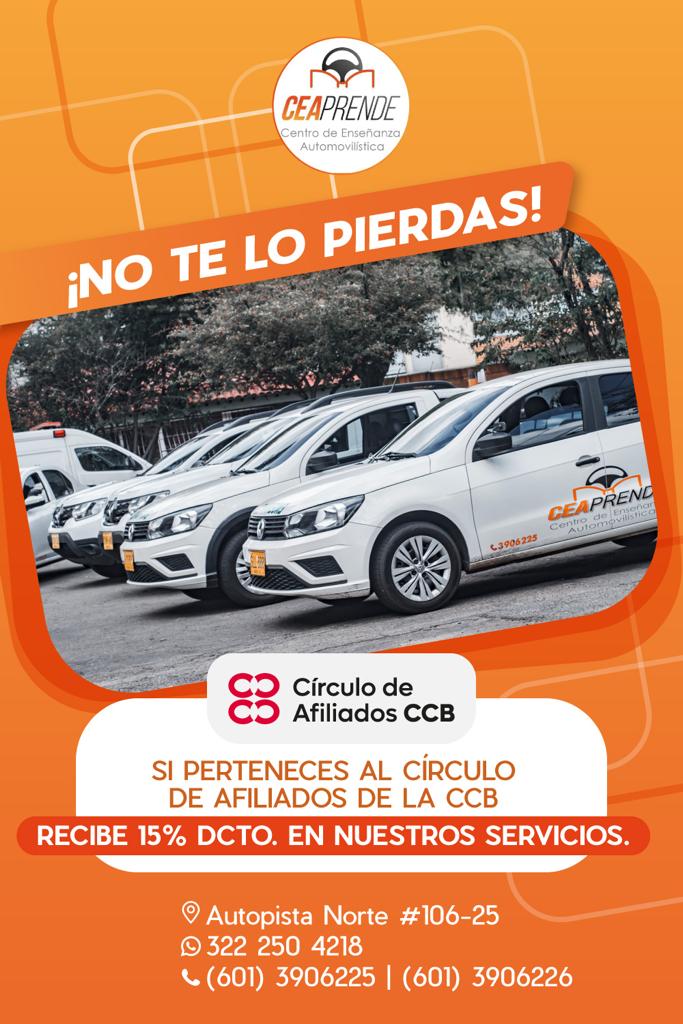 CEAPRENDE
Centro de Enseñanza
Automovilística
¡NO TE LO PIERDAS!
CEAPREND
Centro de Enseñanza
Automovilística
3906225
Círculo de
Afiliados CCB
SI PERTENECES AL CÍRCULO
DE AFILIADOS DE LA CCB
RECIBE 15% DCTO. EN NUESTROS SERVICIOS.
Autopista Norte #106-25
322 250 4218
(601) 3906225 | (601) 3906226